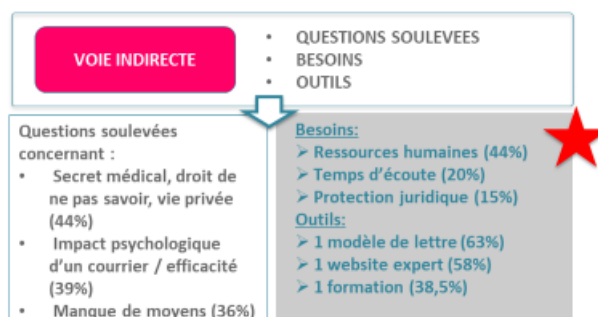 VOIE INDIRECTE
• QUESTIONS SOULEVEES
• BESOINS
• OUTILS
Questions soulevées
concernant :
• Secret médical, droit de
ne pas savoir, vie privée
(44%)
• Impact psychologique
d'un courrier / efficacité
(39%)
• Manque de moyens (36%)
Besoins:
➢ Ressources humaines (44%)
➢ Temps d'écoute (20%)
➢ Protection juridique (15%)
Outils:
➢ 1 modèle de lettre (63%)
➢ 1 website expert (58%)
➢ 1 formation (38,5%)